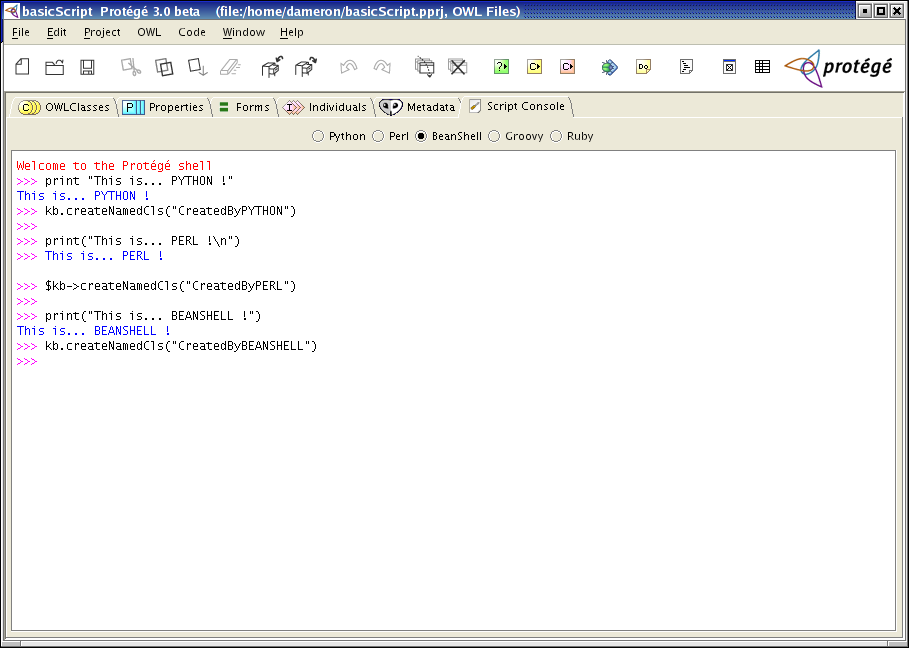 basicScript Protégé 3.0 beta (file:/home/dameron/basicScript.pprj, OWL Files)
File Edit Project OWL Code Window Help
protégé
OWLClasses Properties Forms Individuals Metadata Script Console
Python Perl BeanShell Groovy Ruby
Welcome to the Protégé shell
>>> print "This is... PYTHON !"
This is... PYTHON !
>>> kb.createNamedCls("CreatedByPYTHON")
>>>
>>> print("This is... PERL !\n")
>>> This is... PERL !
>>> $kb->createNamedCls("CreatedByPERL")
>>>
>>> print("This is... BEANSHELL !")
This is... BEANSHELL !
>>> kb.createNamedCls("CreatedByBEANSHELL")
>>>